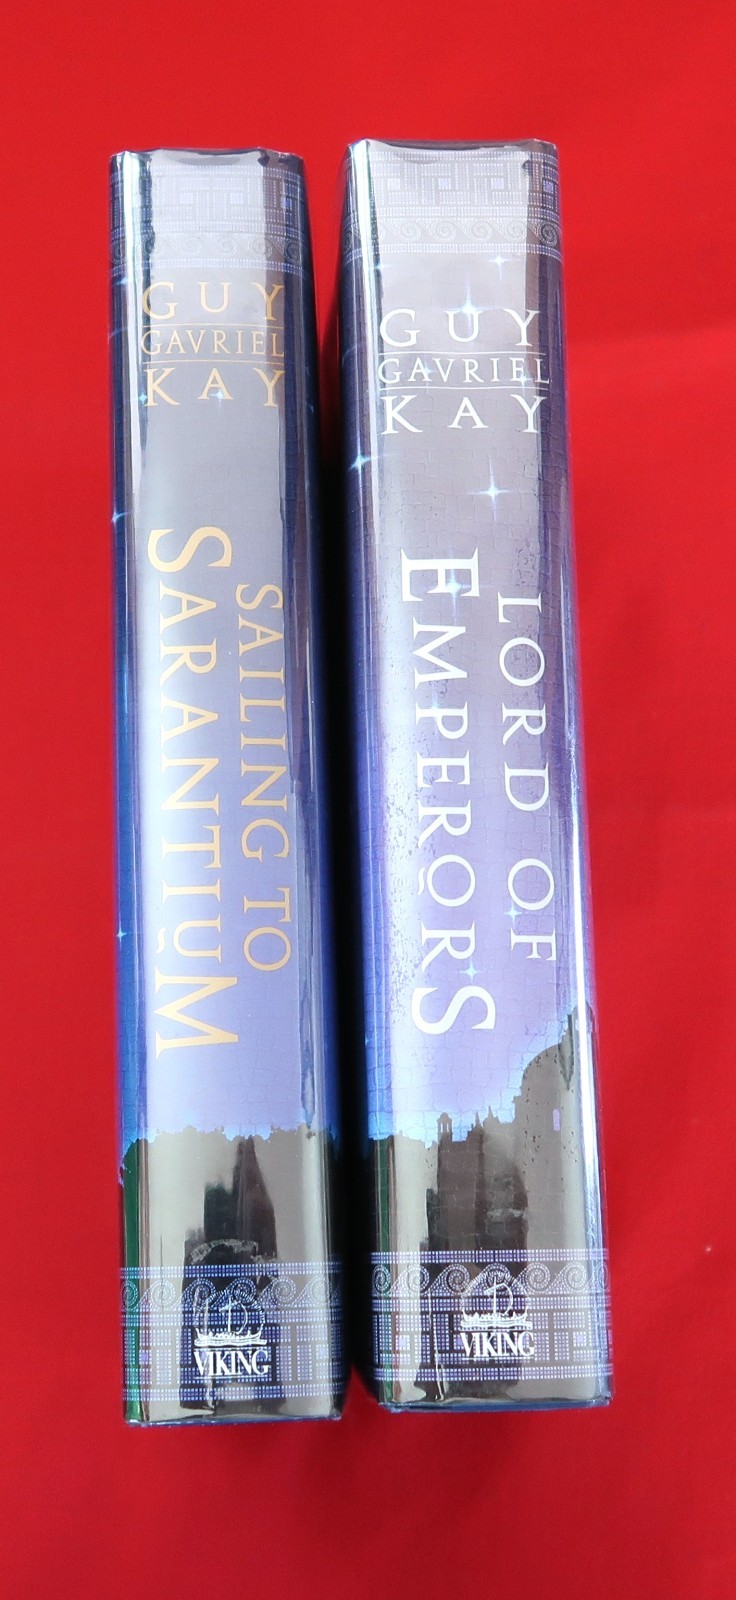 GUY
GAVRIEL
KAY
SAILING TO
SARANTIUM
VIKING
GUY
GAVRIEL
KAY
LORD OF
EMPERORS
VIKING